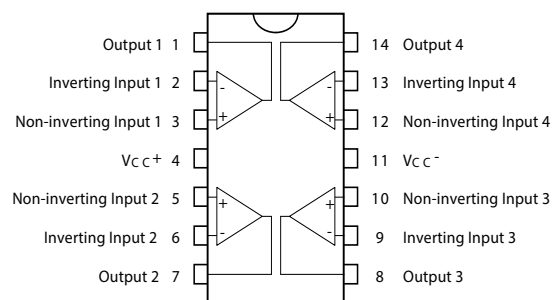 Output 1 1
14 Output 4
Inverting Input 1 2
13 Inverting Input 4
Non-inverting Input 1 3
12 Non-inverting Input 4
VCC+ 4
11 VCC-
Non-inverting Input 2 5
10 Non-inverting Input 3
Inverting Input 2 6
9 Inverting Input 3
Output 2 7
8 Output 3
- -
+ +
+ +
- -